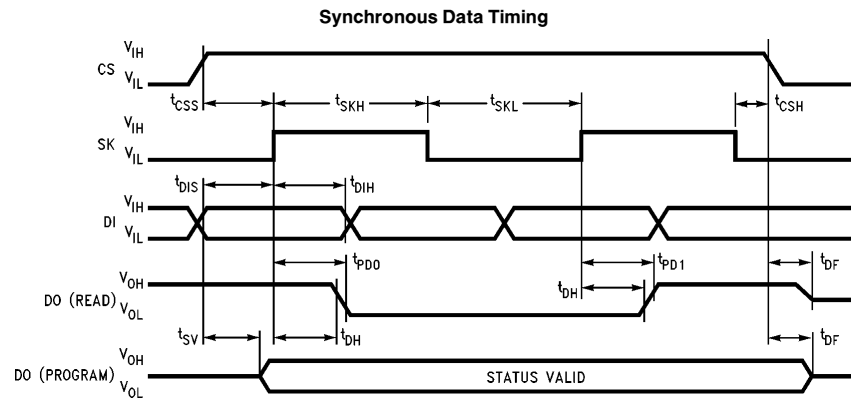 Synchronous Data Timing
CS V_IH
V_IL
t_CSS t_SKH t_SKL t_CSH
SK V_IH
V_IL
t_DIS t_DIH
DI V_IH
V_IL
t_PD0 t_PD1 t_DF
DO (READ) V_OH
V_OL
t_DH
t_SV t_DH t_DF
DO (PROGRAM) V_OH
V_OL
STATUS VALID